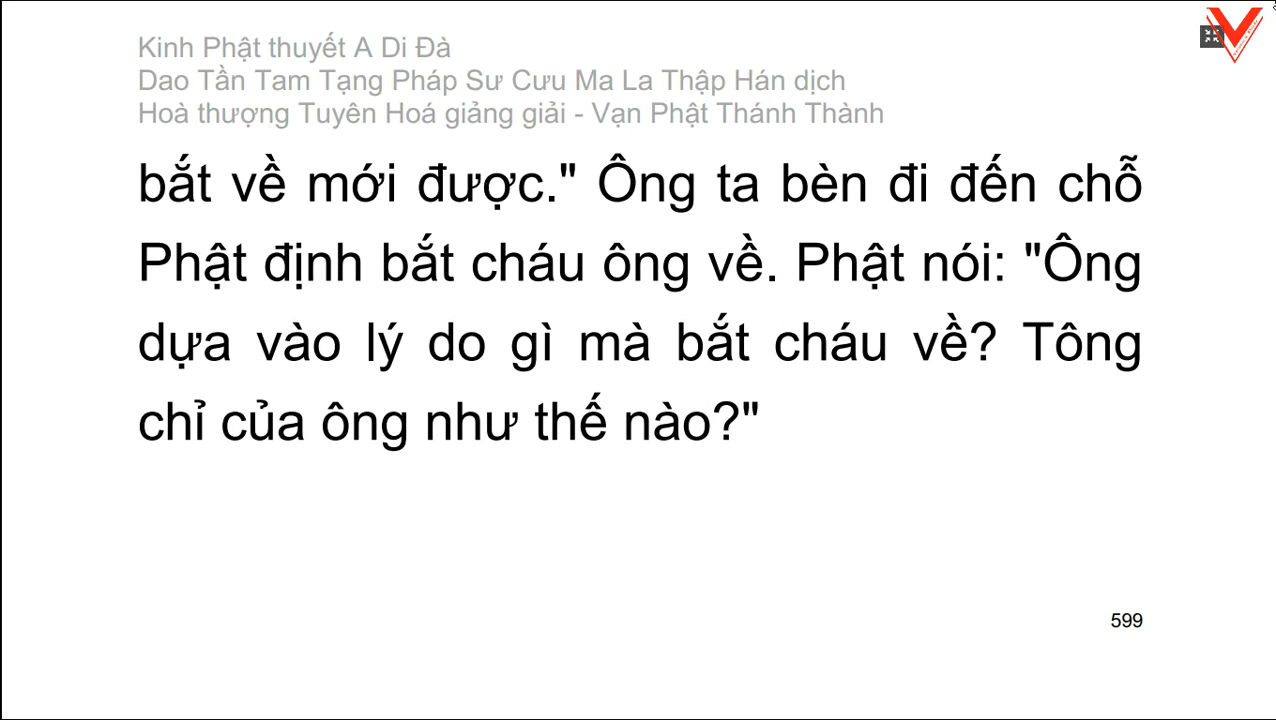 Kinh Phật thuyết A Di Đà
Dao Tần Tam Tạng Pháp Sư Cưu Ma La Thập Hán dịch
Hoà thượng Tuyên Hoá giảng giải - Vạn Phật Thánh Thành
bắt về mới được." Ông ta bèn đi đến chỗ
Phật định bắt cháu ông về. Phật nói: "Ông
dựa vào lý do gì mà bắt cháu về? Tông
chỉ của ông như thế nào?"
599